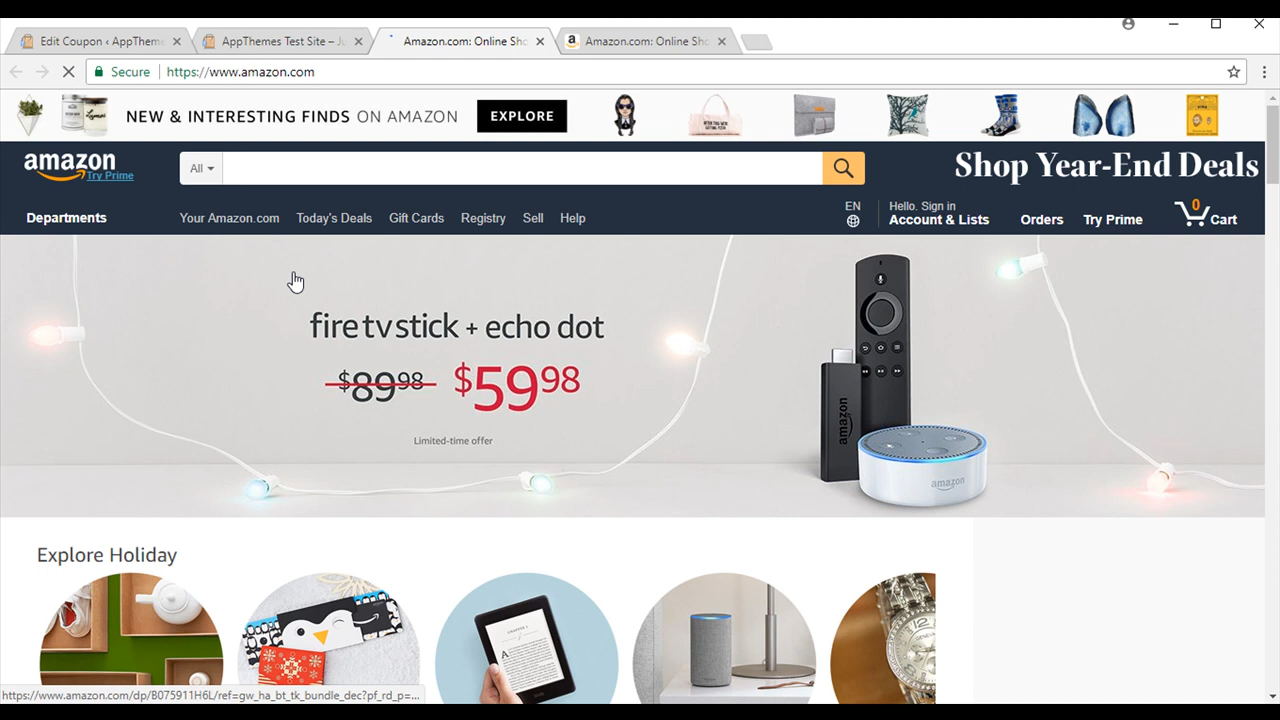 Edit Coupon ‹ AppTheme
AppThemes Test Site – Ju
Amazon.com: Online Sho
Amazon.com: Online Sho
Secure
https://www.amazon.com
NEW & INTERESTING FINDS ON AMAZON
EXPLORE
amazon
Try Prime
All
Shop Year-End Deals
Departments
Your Amazon.com
Today's Deals
Gift Cards
Registry
Sell
Help
EN
Hello. Sign in
Account & Lists
Orders
Try Prime
0
Cart
fire tv stick + echo dot
$89.98 $59.98
Limited-time offer
amazon
amazon
Explore Holiday
https://www.amazon.com/dp/B075911H6L/ref=gw_ha_bt_tk_bundle_dec?pf_rd_p=...